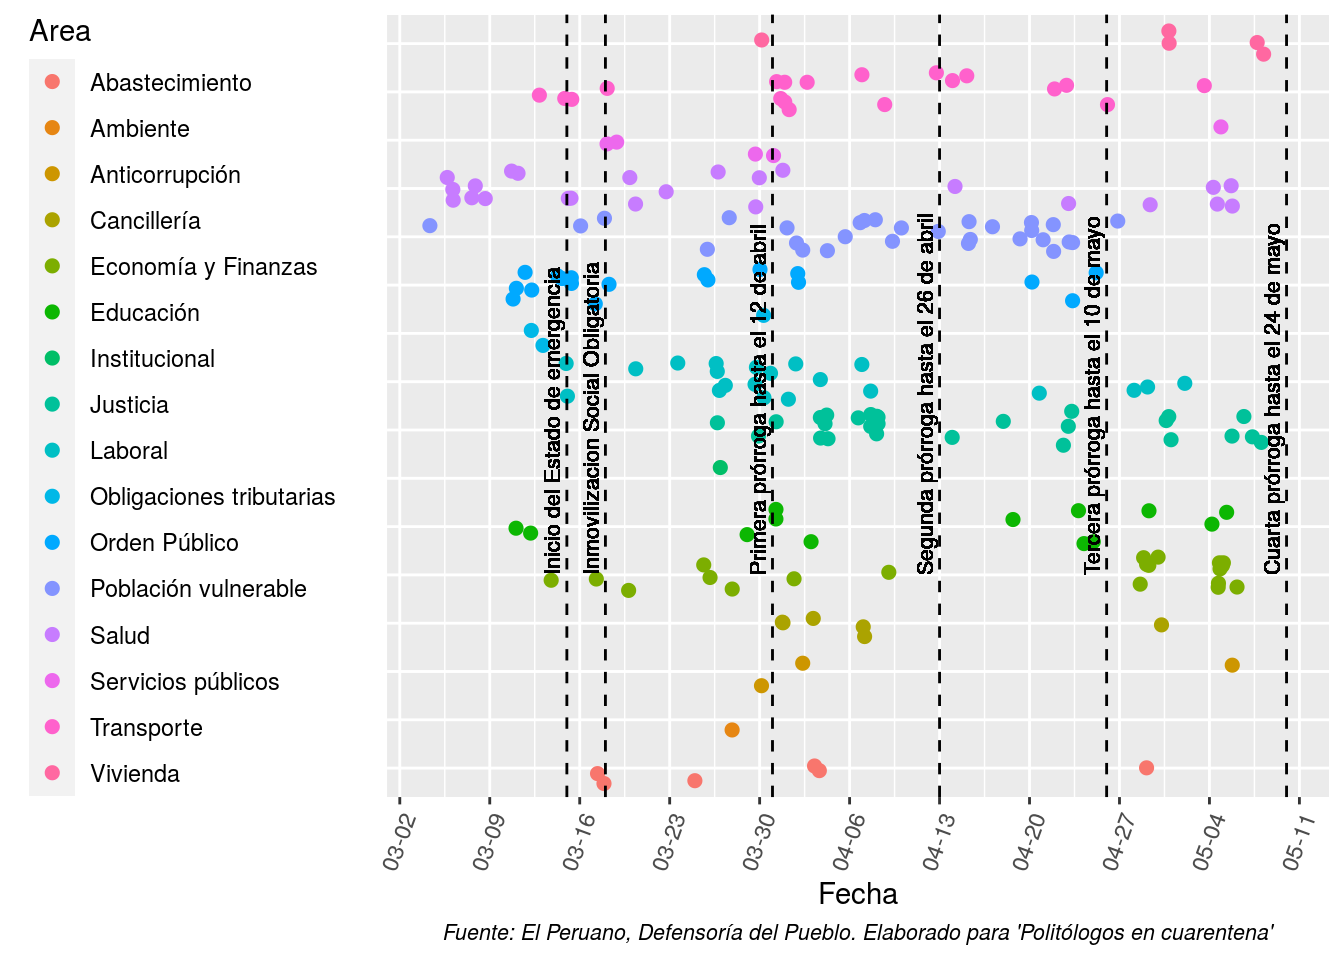 Area
Abastecimiento
Ambiente
Anticorrupción
Cancillería
Economía y Finanzas
Educación
Institucional
Justicia
Laboral
Obligaciones tributarias
Orden Público
Población vulnerable
Salud
Servicios públicos
Transporte
Vivienda
Inicio del Estado de emergencia
Inmovilizacion Social Obligatoria
Primera prórroga hasta el 12 de abril
Segunda prórroga hasta el 26 de abril
Tercera prórroga hasta el 10 de mayo
Cuarta prórroga hasta el 24 de mayo
03-02
03-09
03-16
03-23
03-30
04-06
04-13
04-20
04-27
05-04
05-11
Fecha
Fuente: El Peruano, Defensoría del Pueblo. Elaborado para 'Politólogos en cuarentena'